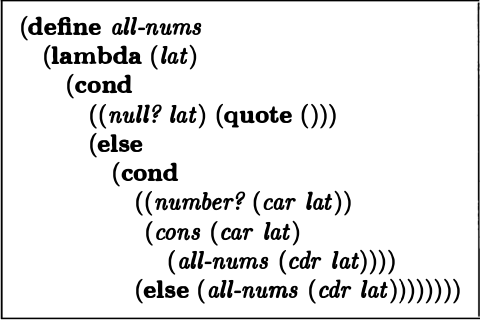 (define all-nums
(lambda (lat)
(cond
((null? lat) (quote ()))
(else
(cond
((number? (car lat))
(cons (car lat)
(all-nums (cdr lat))))
(else (all-nums (cdr lat))))))))